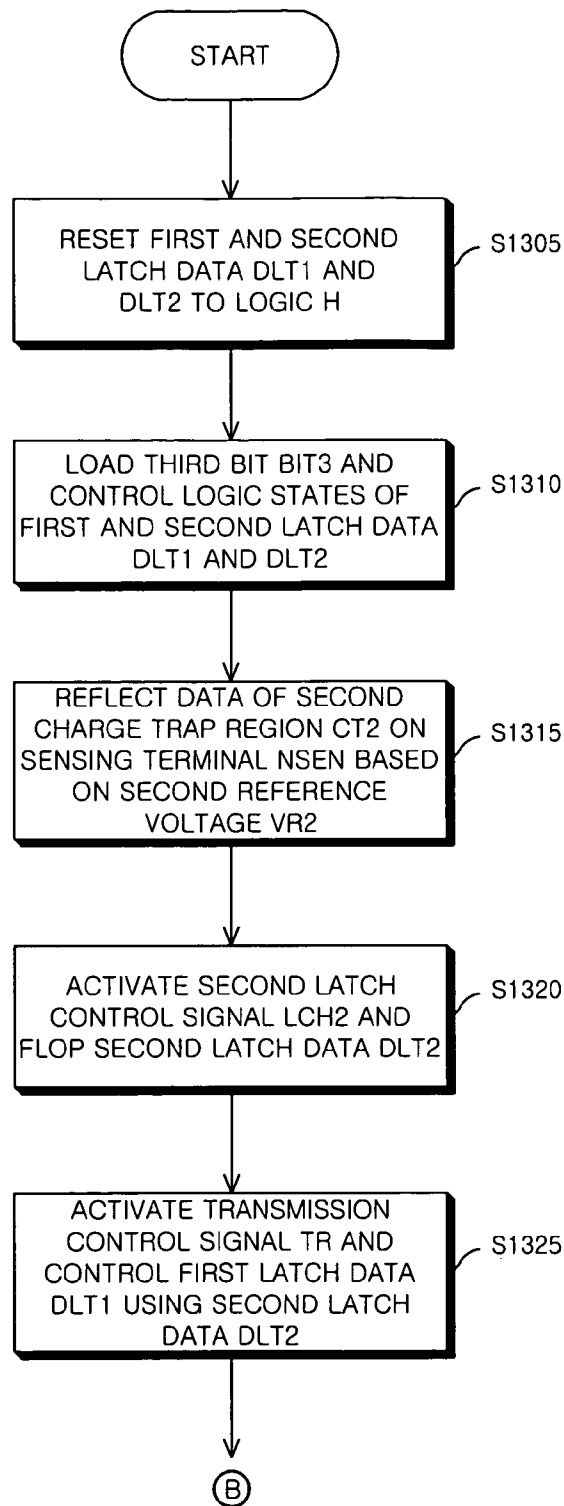 START
RESET FIRST AND SECOND
LATCH DATA DLT1 AND
DLT2 TO LOGIC H
S1305
LOAD THIRD BIT BIT3 AND
CONTROL LOGIC STATES OF
FIRST AND SECOND LATCH DATA
DLT1 AND DLT2
S1310
REFLECT DATA OF SECOND
CHARGE TRAP REGION CT2 ON
SENSING TERMINAL NSEN BASED
ON SECOND REFERENCE
VOLTAGE VR2
S1315
ACTIVATE SECOND LATCH
CONTROL SIGNAL LCH2 AND
FLOP SECOND LATCH DATA DLT2
S1320
ACTIVATE TRANSMISSION
CONTROL SIGNAL TR AND
CONTROL FIRST LATCH DATA
DLT1 USING SECOND LATCH
DATA DLT2
S1325
B